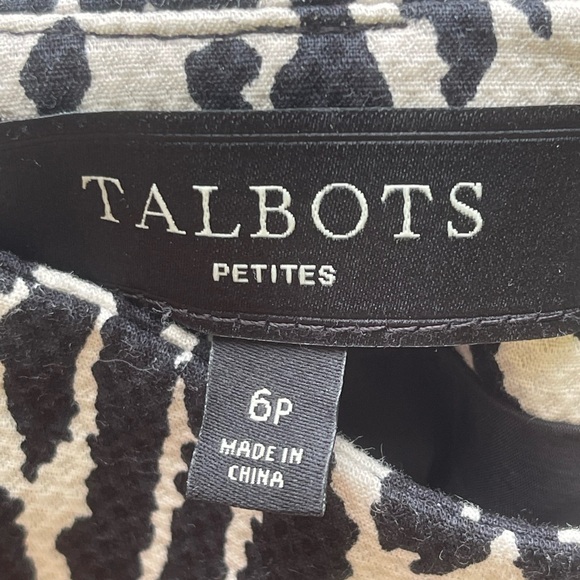 TALBOTS
PETITES
6P
MADE IN
CHINA